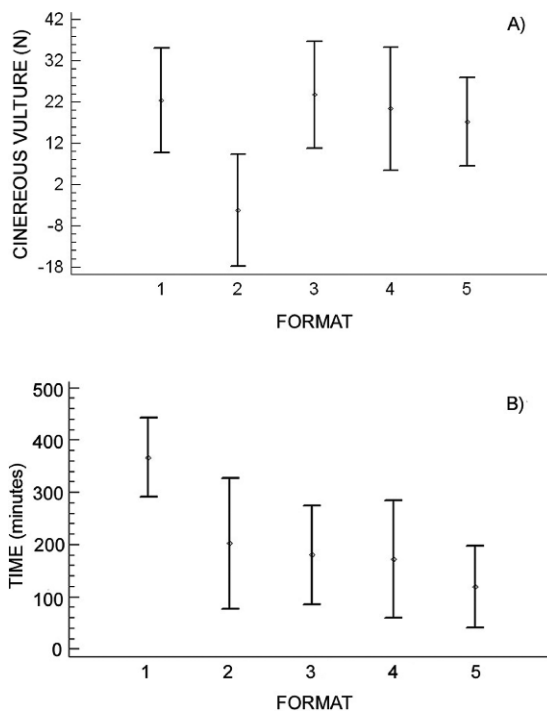 A)
CINEREOUS VULTURE (N)
42
32
22
12
2
-8
-18
1 2 3 4 5
FORMAT
B)
TIME (minutes)
500
400
300
200
100
0
1 2 3 4 5
FORMAT